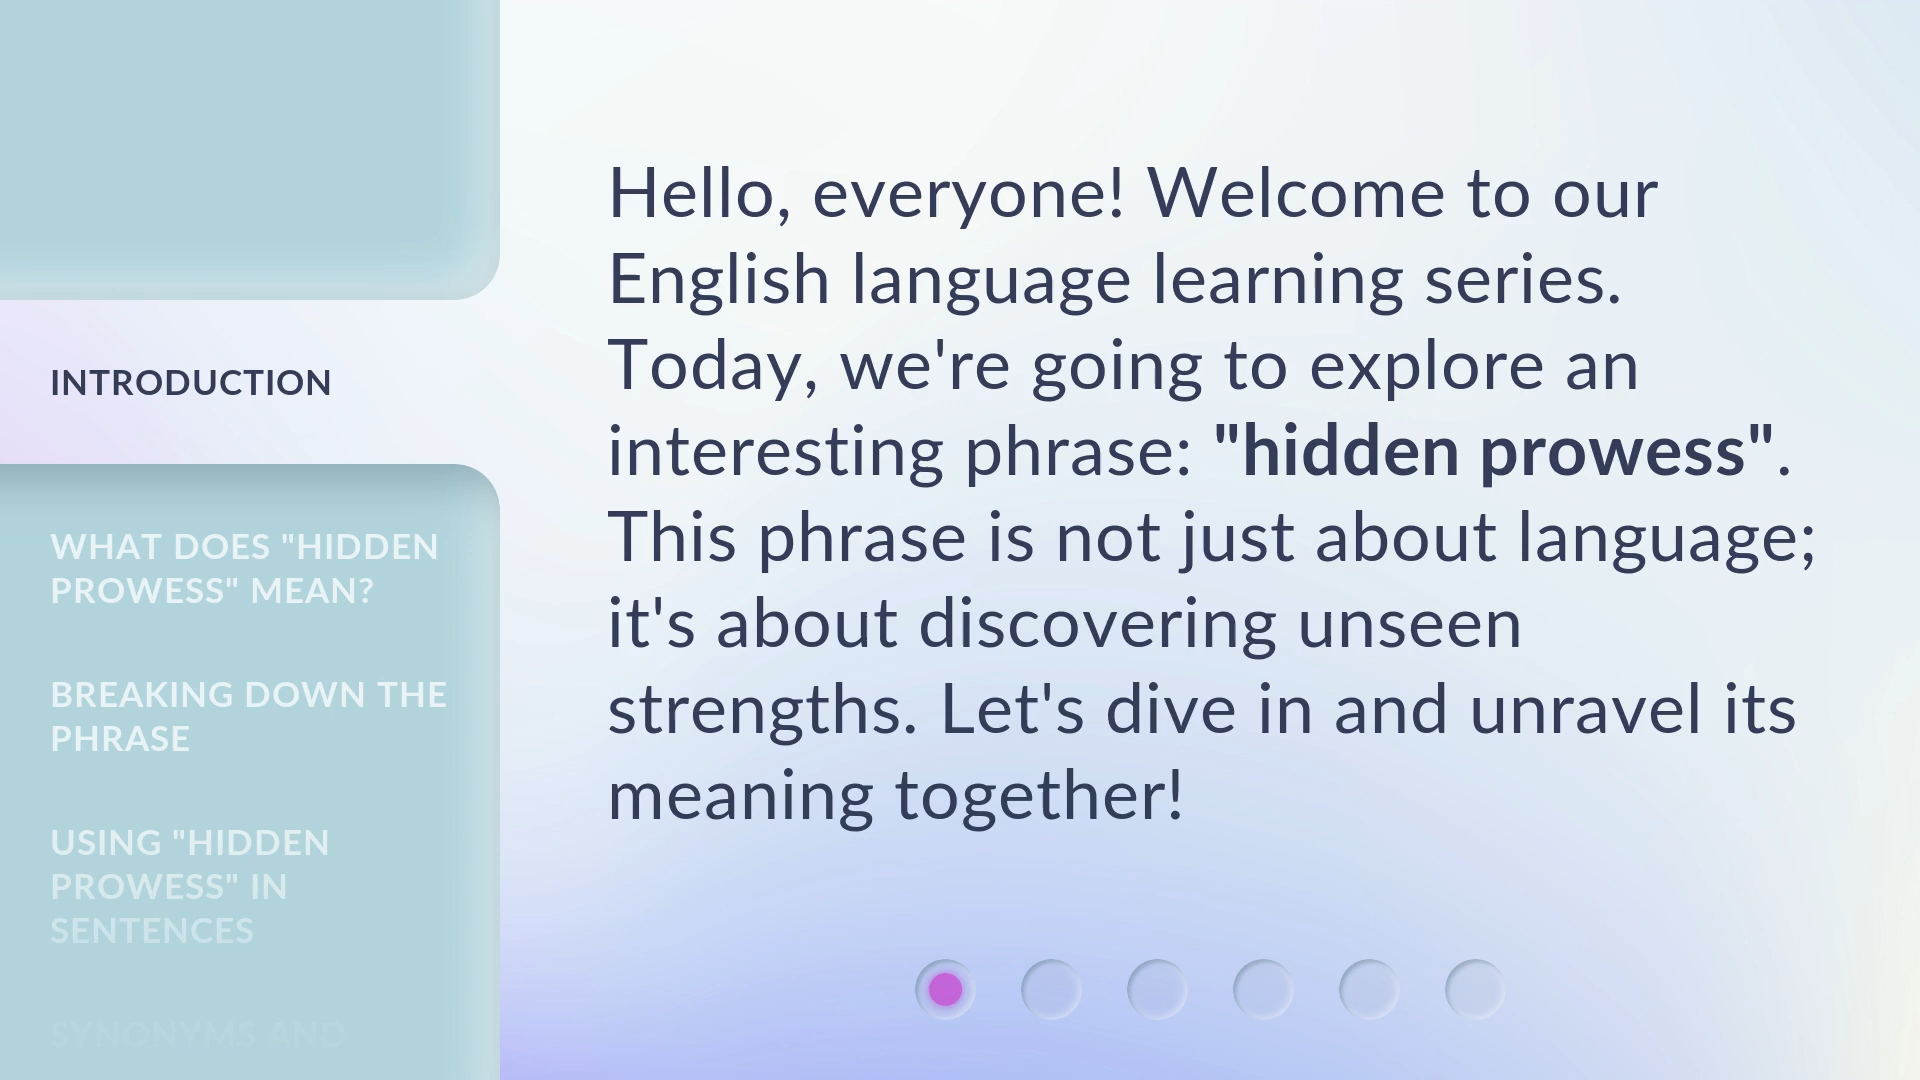 INTRODUCTION
WHAT DOES "HIDDEN
PROWESS" MEAN?
BREAKING DOWN THE
PHRASE
USING "HIDDEN
PROWESS" IN
SENTENCES
SYNONYMS AND
Hello, everyone! Welcome to our
English language learning series.
Today, we're going to explore an
interesting phrase: "hidden prowess".
This phrase is not just about language;
it's about discovering unseen
strengths. Let's dive in and unravel its
meaning together!